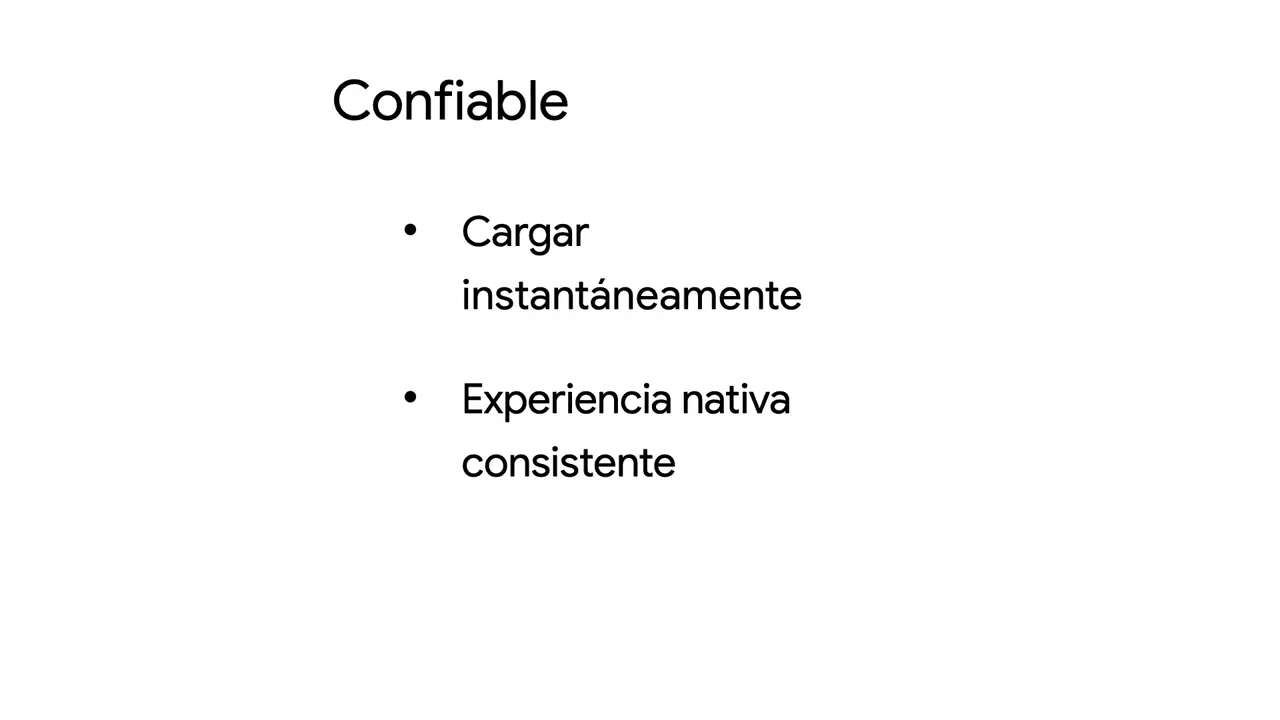 Confiable
• Cargar
instantáneamente
• Experiencia nativa
consistente